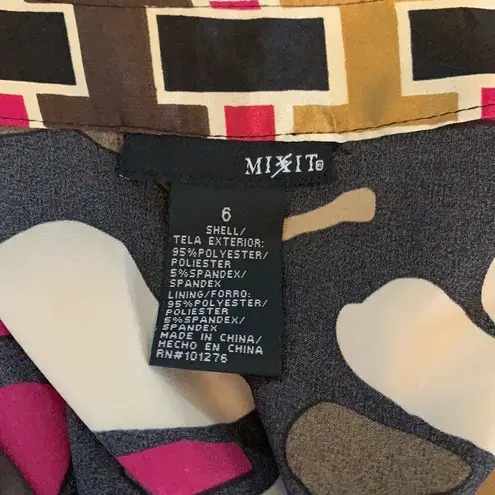 MIXIT®
6
SHELL/
TELA EXTERIOR:
95%POLYESTER/
POLIESTER
5%SPANDEX/
SPANDEX
LINING/FORRO:
95%POLYESTER/
POLIESTER
5%SPANDEX/
SPANDEX
MADE IN CHINA/
HECHO EN CHINA
RN#101276